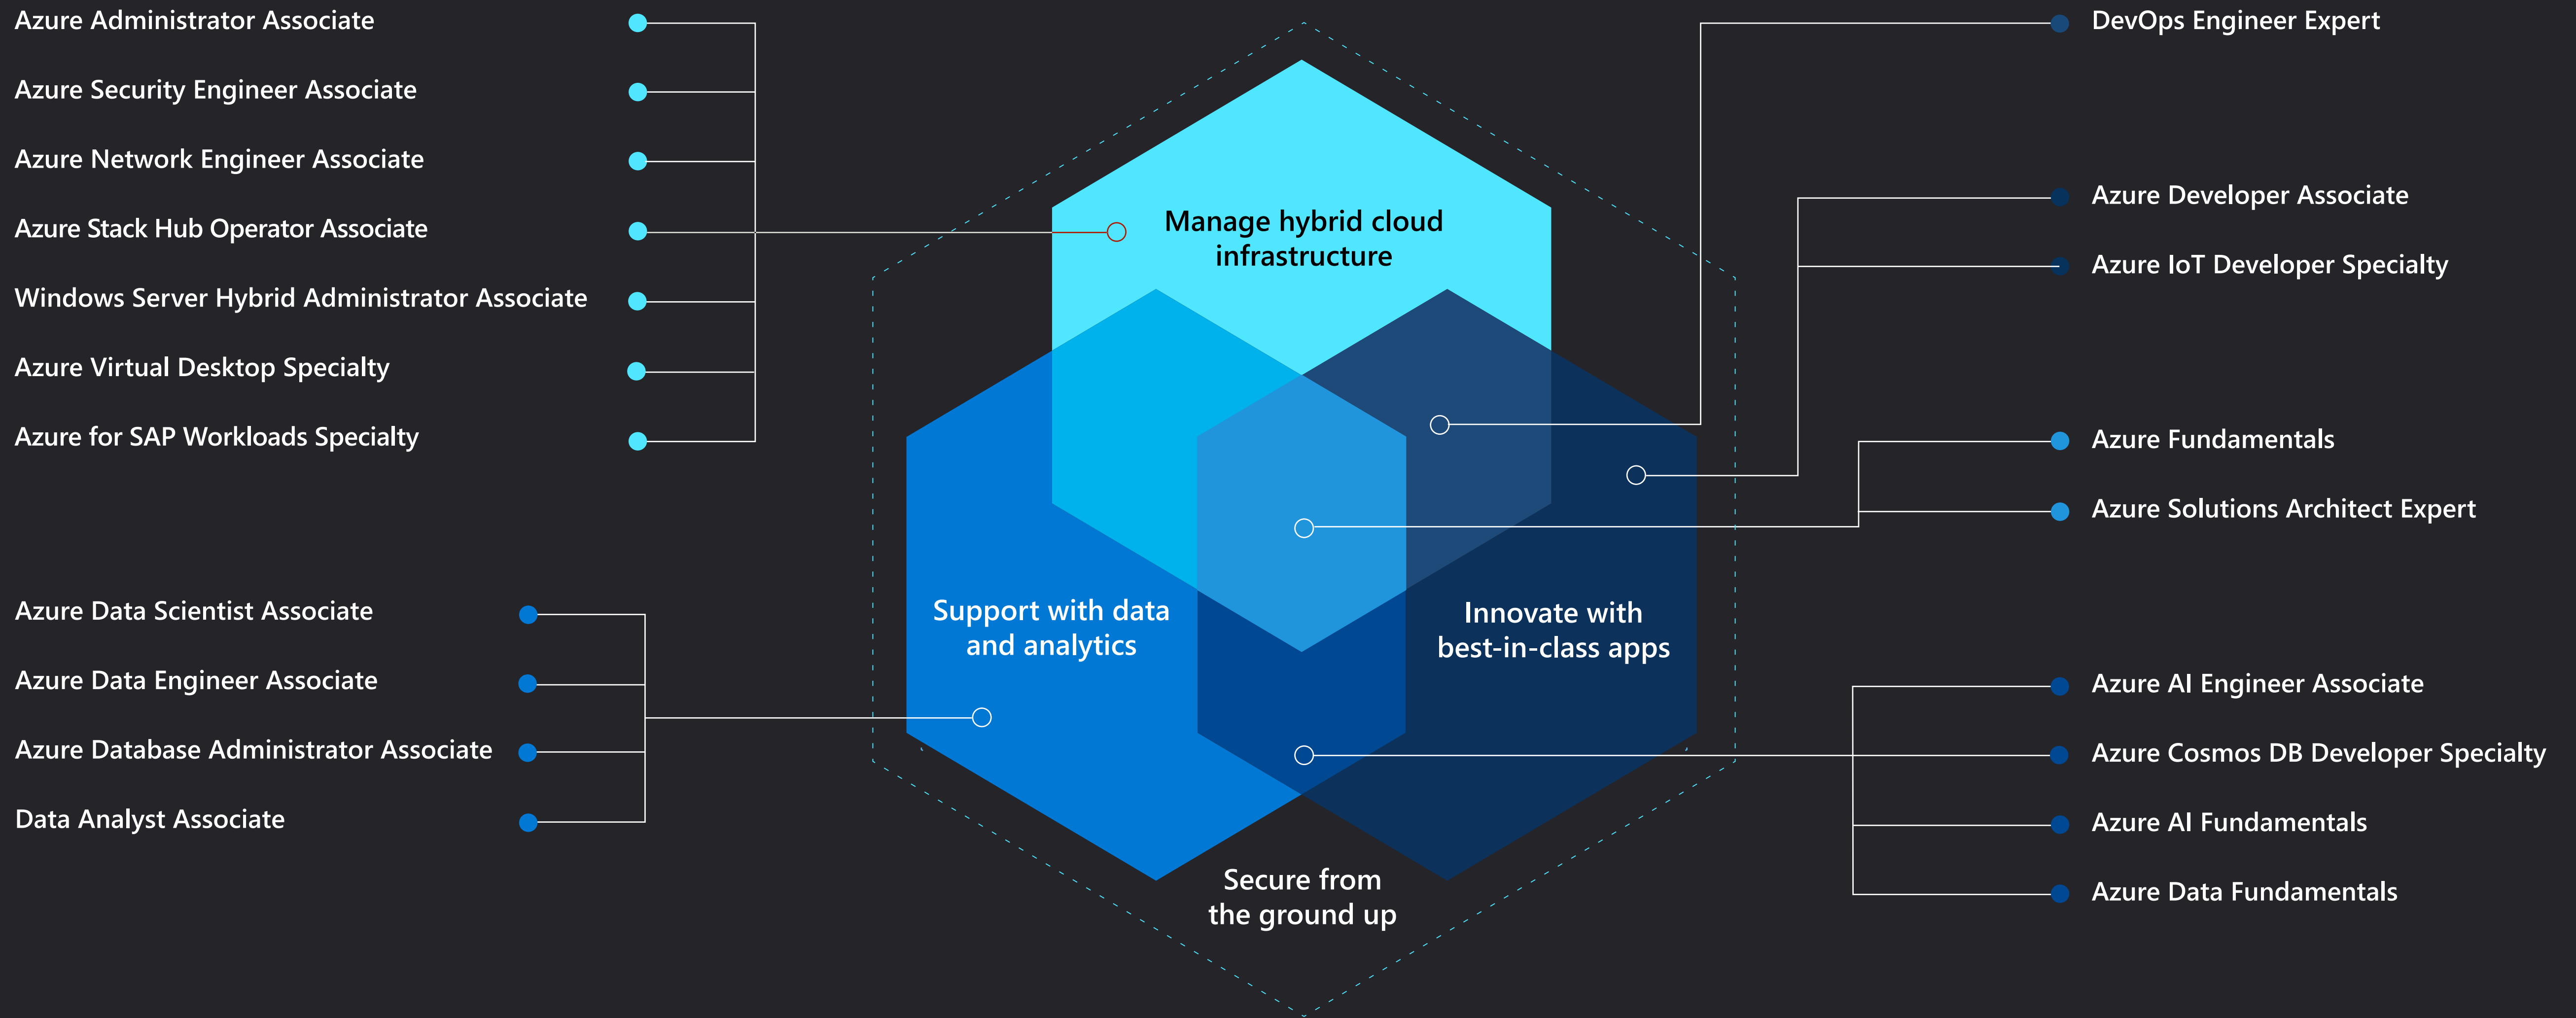 Azure Administrator Associate
Azure Security Engineer Associate
Azure Network Engineer Associate
Azure Stack Hub Operator Associate
Windows Server Hybrid Administrator Associate
Azure Virtual Desktop Specialty
Azure for SAP Workloads Specialty
Azure Data Scientist Associate
Azure Data Engineer Associate
Azure Database Administrator Associate
Data Analyst Associate
Manage hybrid cloud
infrastructure
Support with data
and analytics
Innovate with
best-in-class apps
Secure from
the ground up
DevOps Engineer Expert
Azure Developer Associate
Azure IoT Developer Specialty
Azure Fundamentals
Azure Solutions Architect Expert
Azure AI Engineer Associate
Azure Cosmos DB Developer Specialty
Azure AI Fundamentals
Azure Data Fundamentals